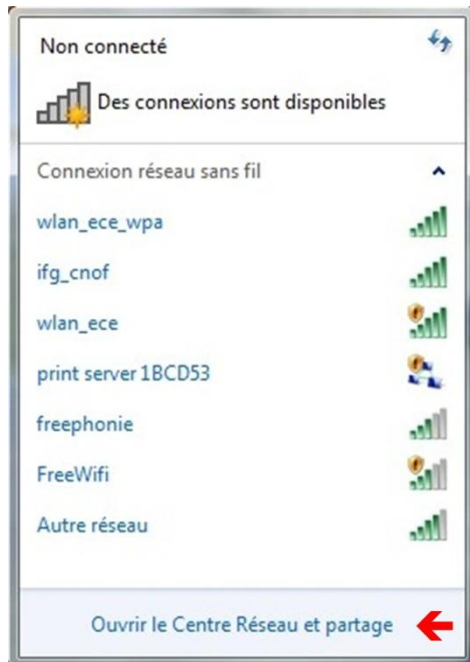 Non connecté
Des connexions sont disponibles
Connexion réseau sans fil
wlan_ece_wpa
ifg_cnof
wlan_ece
print server 1BCD53
freephonie
FreeWifi
Autre réseau
Ouvrir le Centre Réseau et partage